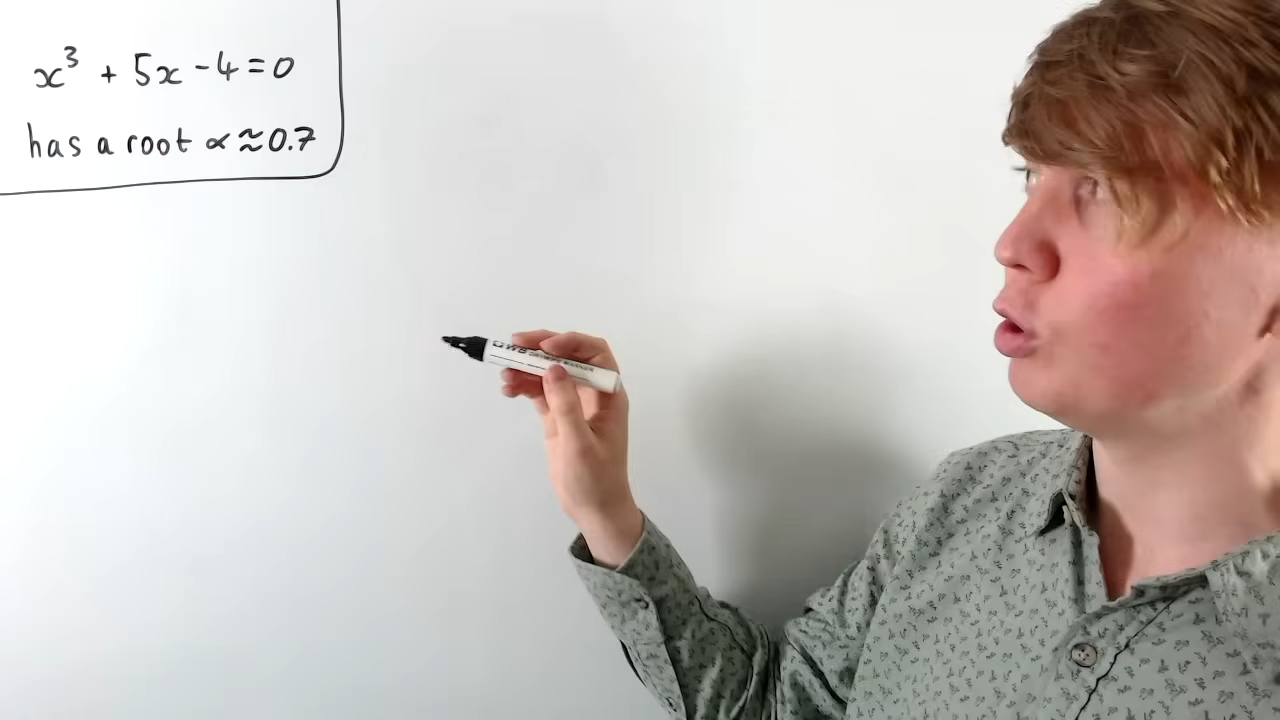 x³ + 5x - 4 = 0
has a root α ≈ 0.7